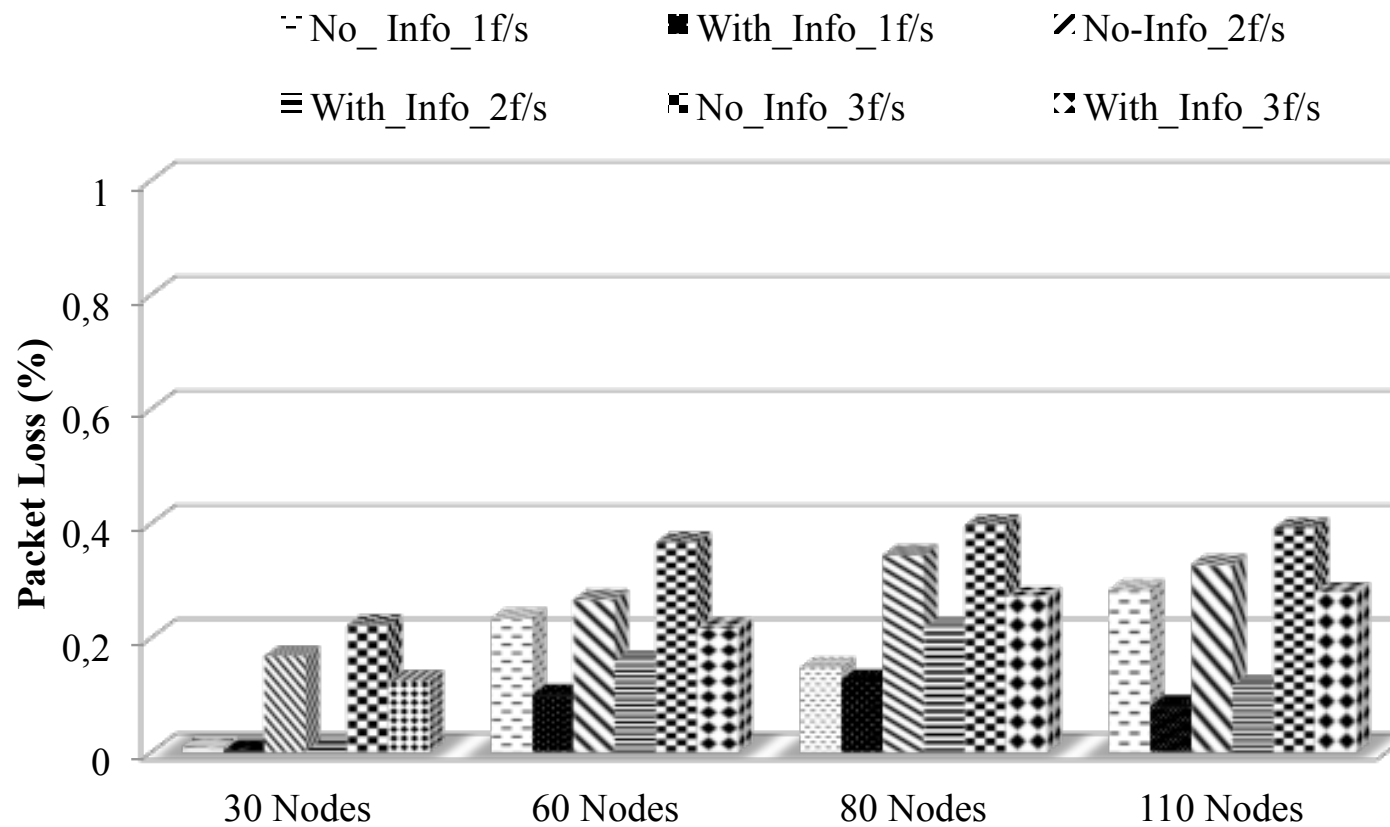 No_ Info_1f/s With_Info_1f/s No-Info_2f/s
With_Info_2f/s No_Info_3f/s With_Info_3f/s
1
0,8
0,6
0,4
0,2
0
Packet Loss (%)
30 Nodes 60 Nodes 80 Nodes 110 Nodes